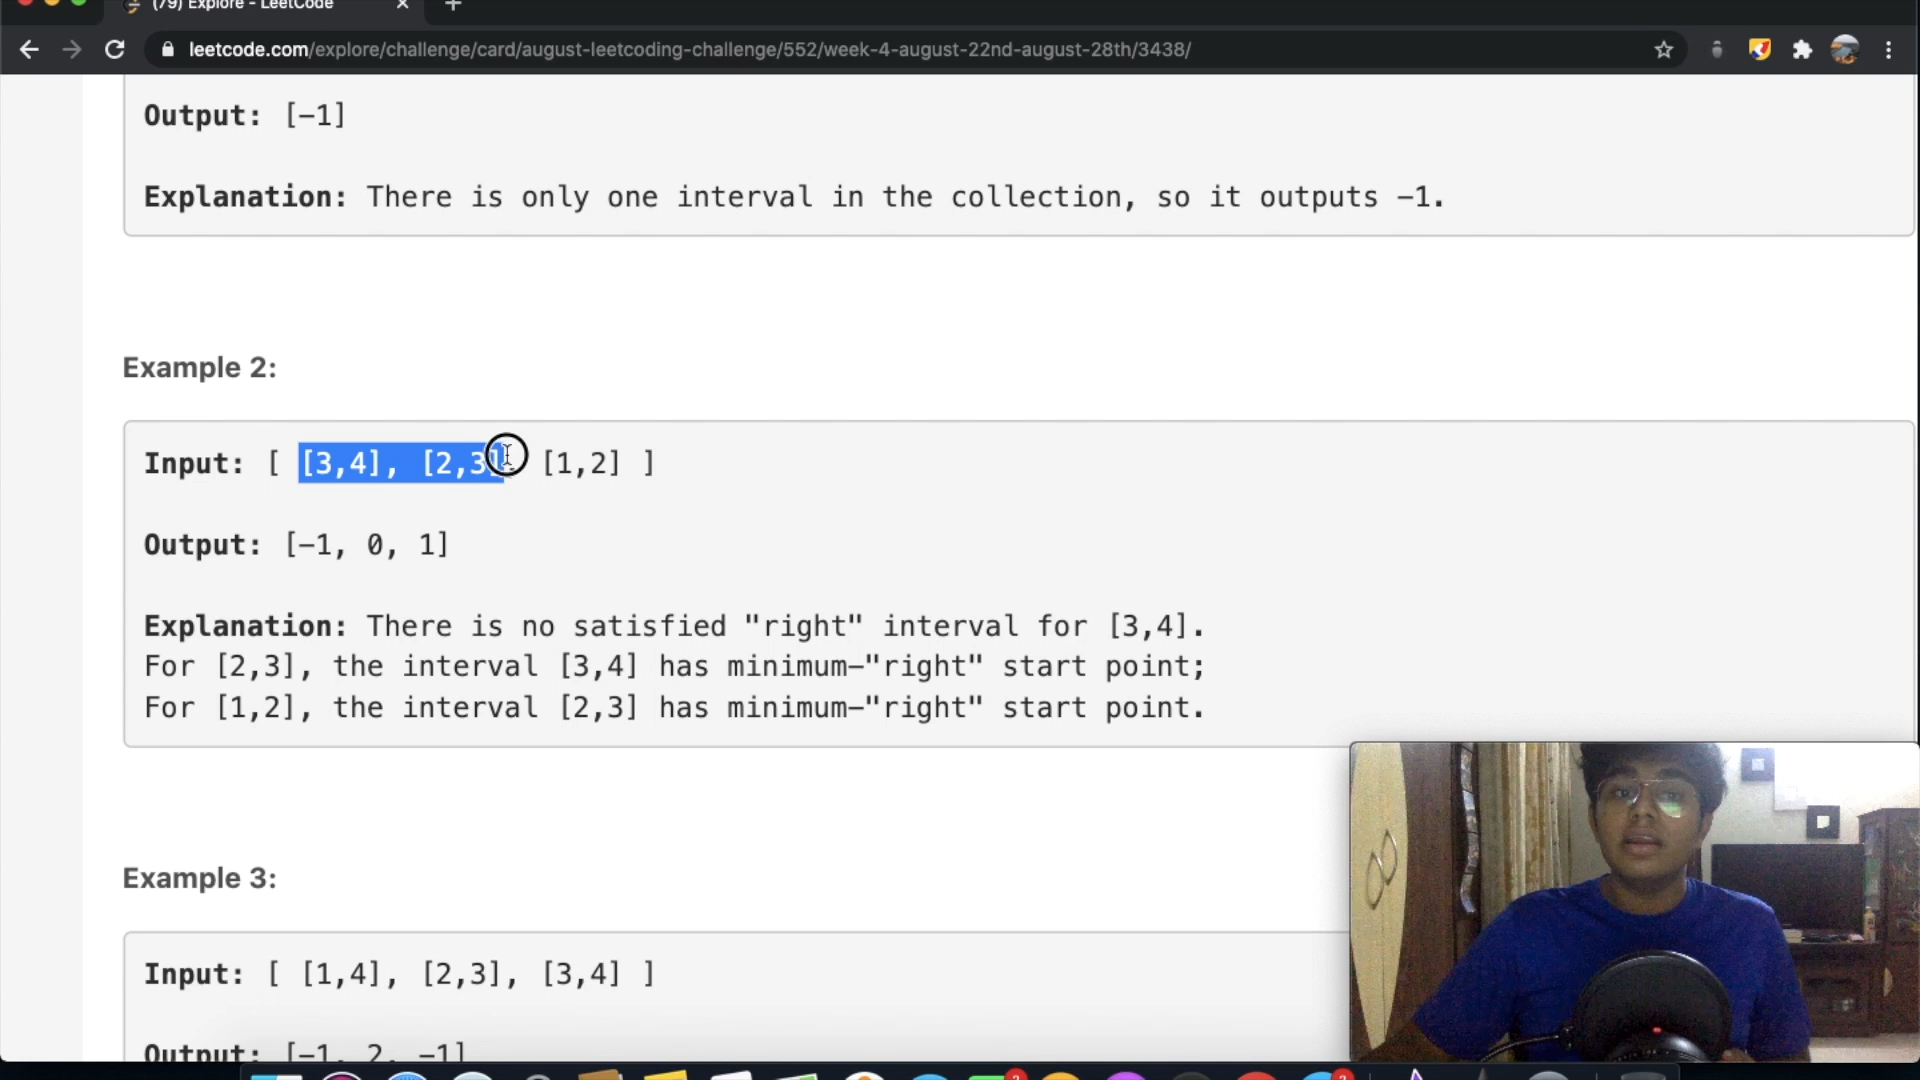 (79) Explore - LeetCode
leetcode.com/explore/challenge/card/august-leetcoding-challenge/552/week-4-august-22nd-august-28th/3438/
Output: [-1]
Explanation: There is only one interval in the collection, so it outputs -1.
Example 2:
Input: [ [3,4], [2,3], [1,2] ]
Output: [-1, 0, 1]
Explanation: There is no satisfied "right" interval for [3,4].
For [2,3], the interval [3,4] has minimum-"right" start point;
For [1,2], the interval [2,3] has minimum-"right" start point.
Example 3:
Input: [ [1,4], [2,3], [3,4] ]
Output: [-1, 2, -1]